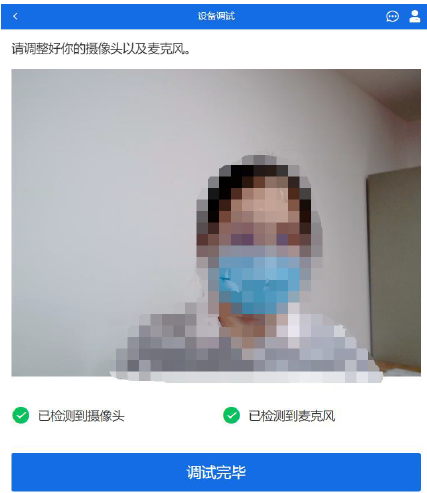 设备调试
请调整好你的摄像头以及麦克风。
已检测到摄像头
已检测到麦克风
调试完毕